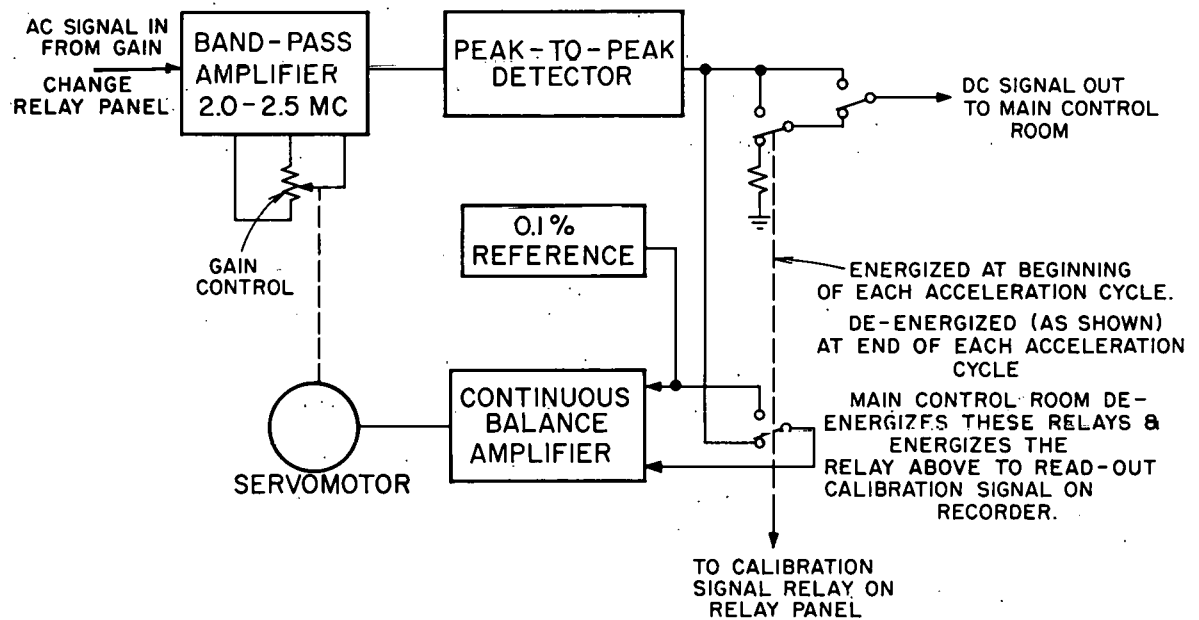 AC SIGNAL IN
FROM GAIN
CHANGE
RELAY PANEL
BAND-PASS
AMPLIFIER
2.0-2.5 MC
PEAK-TO-PEAK
DETECTOR
DC SIGNAL OUT
TO MAIN CONTROL
ROOM
GAIN
CONTROL
0.1%
REFERENCE
ENERGIZED AT BEGINNING
OF EACH ACCELERATION CYCLE.
DE-ENERGIZED (AS SHOWN)
AT END OF EACH ACCELERATION
CYCLE
MAIN CONTROL ROOM DE-
ENERGIZES THESE RELAYS &
ENERGIZES THE
RELAY ABOVE TO READ-OUT
CALIBRATION SIGNAL ON
RECORDER.
CONTINUOUS
BALANCE
AMPLIFIER
SERVOMOTOR
TO CALIBRATION
SIGNAL RELAY ON
RELAY PANEL